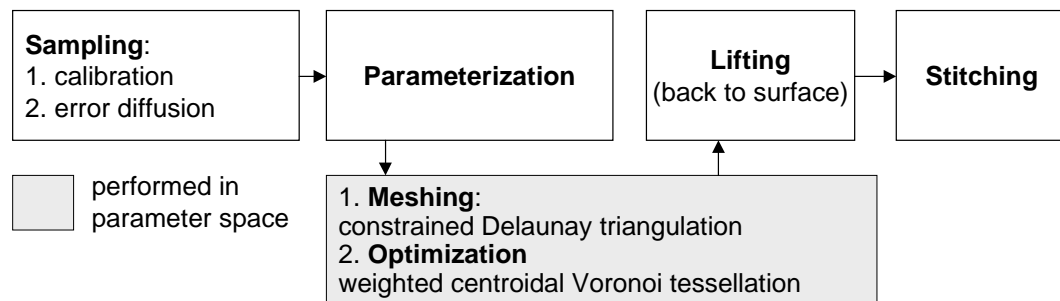 Sampling:
1. calibration
2. error diffusion
Parameterization
Lifting
(back to surface)
Stitching
performed in
parameter space
1. Meshing:
constrained Delaunay triangulation
2. Optimization
weighted centroidal Voronoi tessellation